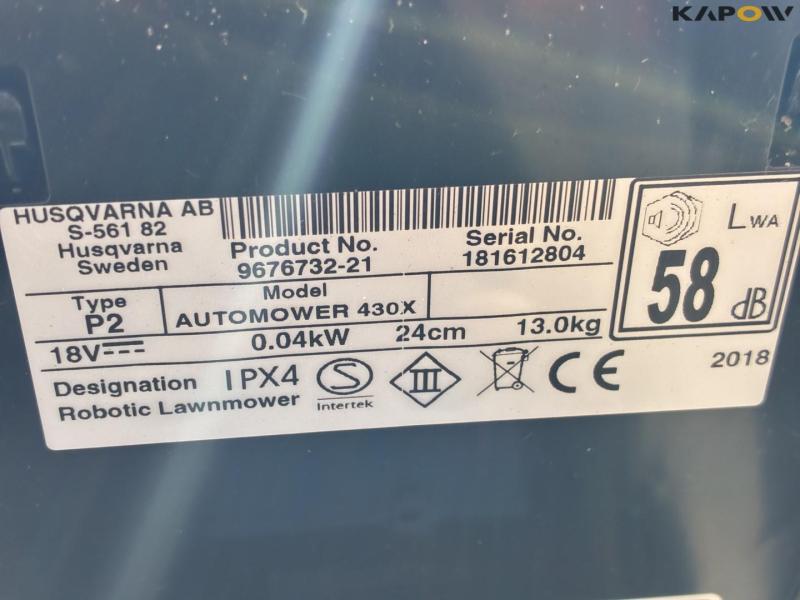 KAPOW
HUSQVARNA AB
S-561 82
Husqvarna
Sweden
Product No.
9676732-21
Serial No.
181612804
LWA
58 dB
Type
P2
Model
AUTOMOWER 430X
18V
0.04kW 24cm 13.0kg
2018
Designation IPX4
Robotic Lawnmower
S
Intertek
III
CE